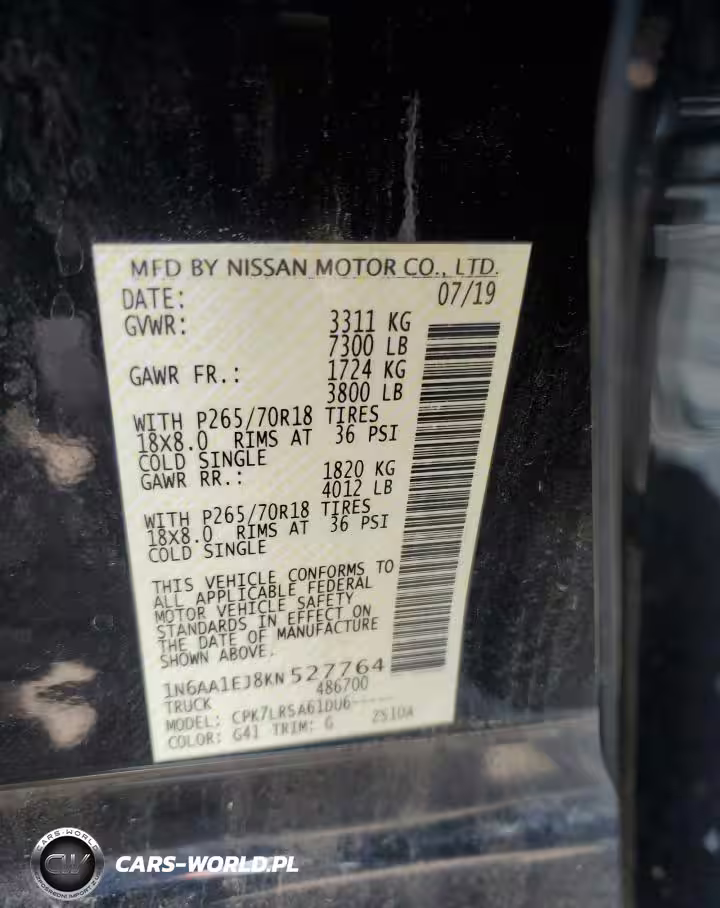 MFD BY NISSAN MOTOR CO., LTD.
DATE: 07/19
GVWR: 3311 KG
7300 LB
GAWR FR.: 1724 KG
3800 LB
WITH P265/70R18 TIRES
18X8.0 RIMS AT 36 PSI
COLD SINGLE
GAWR RR.: 1820 KG
4012 LB
WITH P265/70R18 TIRES
18X8.0 RIMS AT 36 PSI
COLD SINGLE
THIS VEHICLE CONFORMS TO
ALL APPLICABLE FEDERAL
MOTOR VEHICLE SAFETY
STANDARDS IN EFFECT ON
THE DATE OF MANUFACTURE
SHOWN ABOVE.
1N6AA1EJ8KN527764
TRUCK 486700
MODEL: CPK7LRSA61DU6-----
COLOR: G41 TRIM: G 2S10A
CARS-WORLD
CW
CARS-WORLD.PL